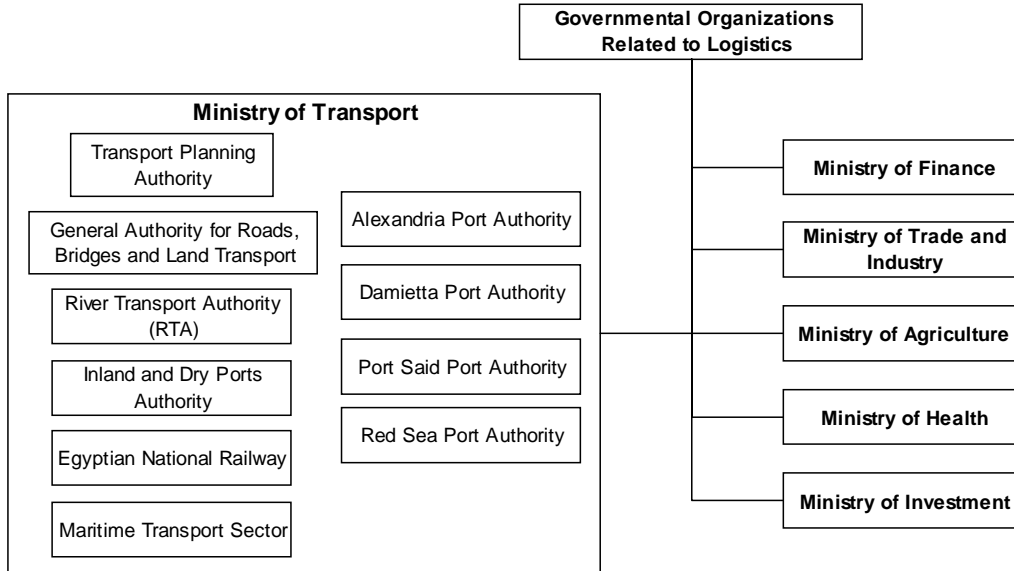 Governmental Organizations
Related to Logistics
Ministry of Transport
Transport Planning
Authority
General Authority for Roads,
Bridges and Land Transport
River Transport Authority
(RTA)
Inland and Dry Ports
Authority
Egyptian National Railway
Maritime Transport Sector
Alexandria Port Authority
Damietta Port Authority
Port Said Port Authority
Red Sea Port Authority
Ministry of Finance
Ministry of Trade and
Industry
Ministry of Agriculture
Ministry of Health
Ministry of Investment